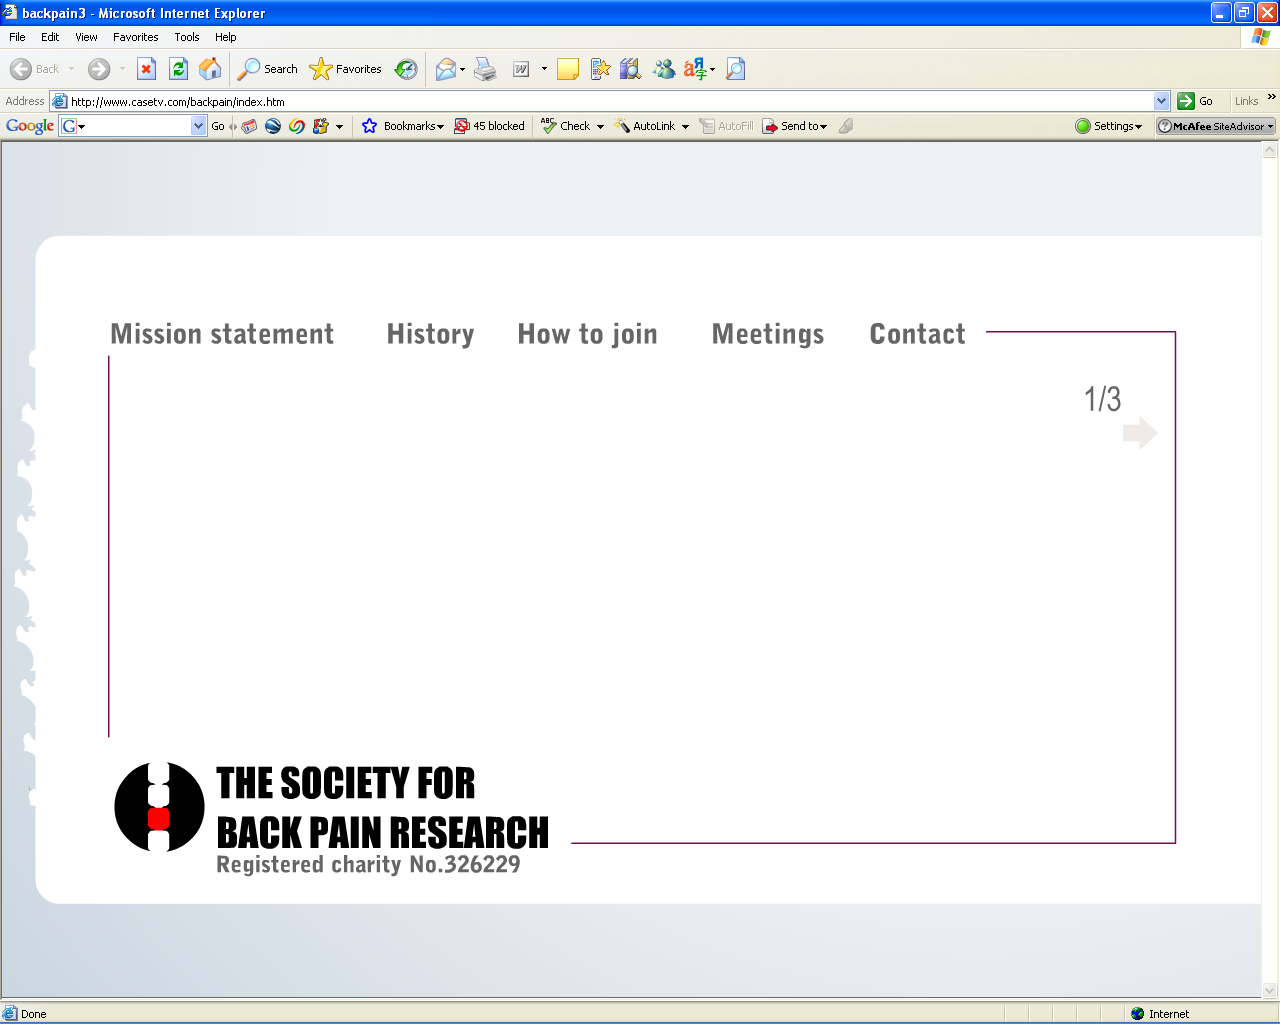 backpain3 - Microsoft Internet Explorer
File Edit View Favorites Tools Help
Back Search Favorites
Address http://www.casetv.com/backpain/index.htm Go Links »
Google G Go Bookmarks 45 blocked ABC Check AutoLink AutoFill Send to Settings McAfee SiteAdvisor
Mission statement History How to join Meetings Contact
1/3
THE SOCIETY FOR
BACK PAIN RESEARCH
Registered charity No.326229
Done Internet